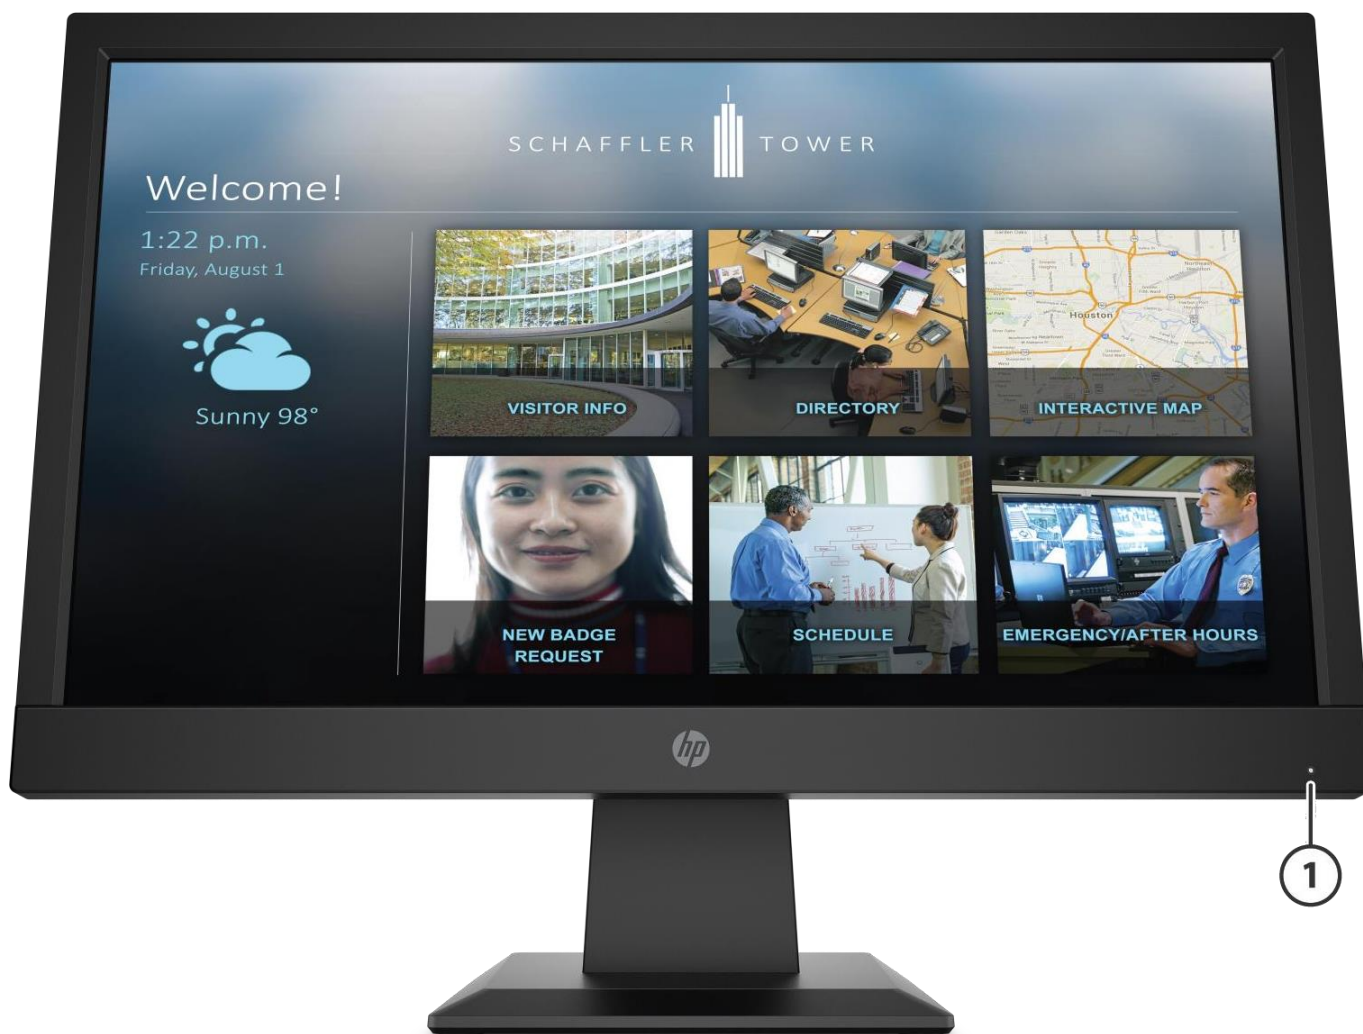 SCHAFFLER TOWER
Welcome!
1:22 p.m.
Friday, August 1
Sunny 98°
VISITOR INFO
DIRECTORY
Houston
INTERACTIVE MAP
NEW BADGE
REQUEST
SCHEDULE
EMERGENCY/AFTER HOURS
hp
1